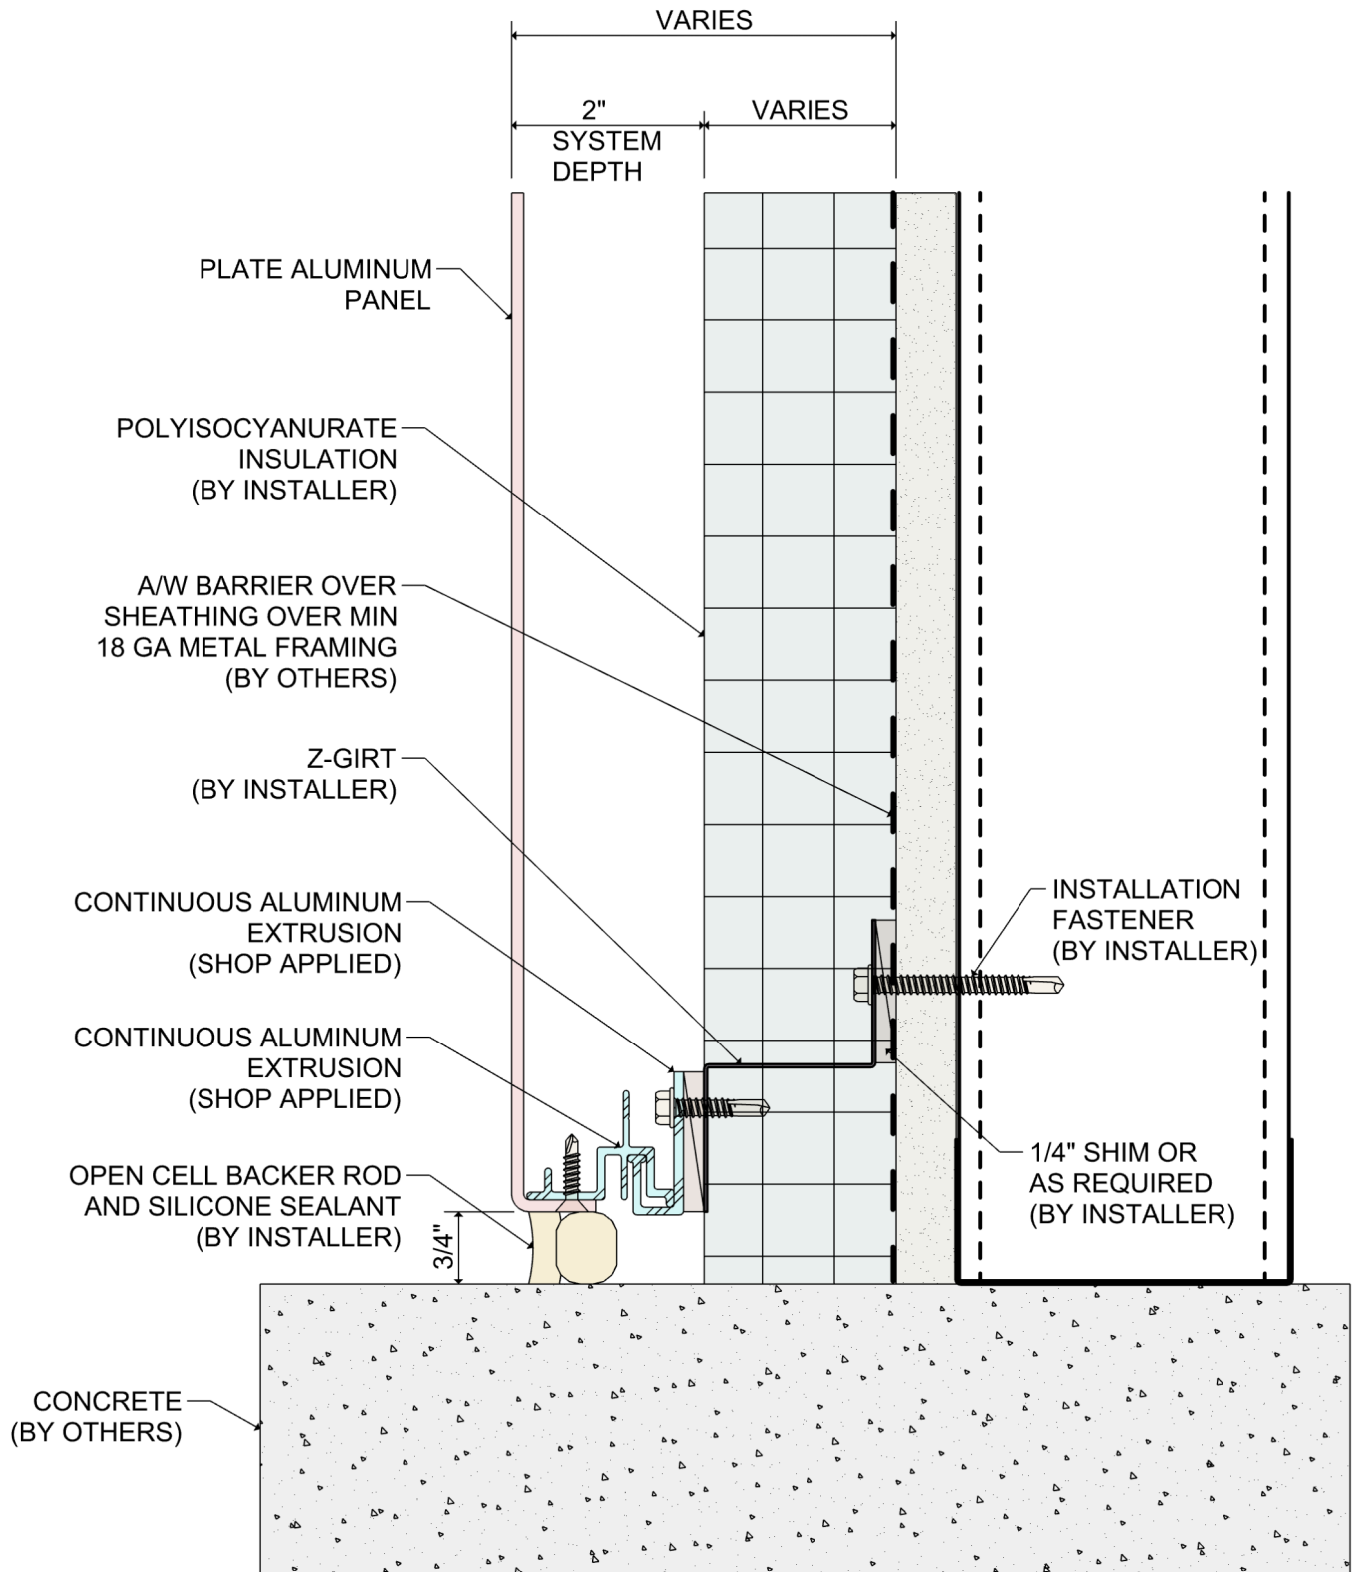 VARIES
2"
SYSTEM
DEPTH
VARIES
PLATE ALUMINUM
PANEL
POLYISOCYANURATE
INSULATION
(BY INSTALLER)
A/W BARRIER OVER
SHEATHING OVER MIN
18 GA METAL FRAMING
(BY OTHERS)
Z-GIRT
(BY INSTALLER)
CONTINUOUS ALUMINUM
EXTRUSION
(SHOP APPLIED)
CONTINUOUS ALUMINUM
EXTRUSION
(SHOP APPLIED)
OPEN CELL BACKER ROD
AND SILICONE SEALANT
(BY INSTALLER)
3/4"
INSTALLATION
FASTENER
(BY INSTALLER)
1/4" SHIM OR
AS REQUIRED
(BY INSTALLER)
CONCRETE
(BY OTHERS)